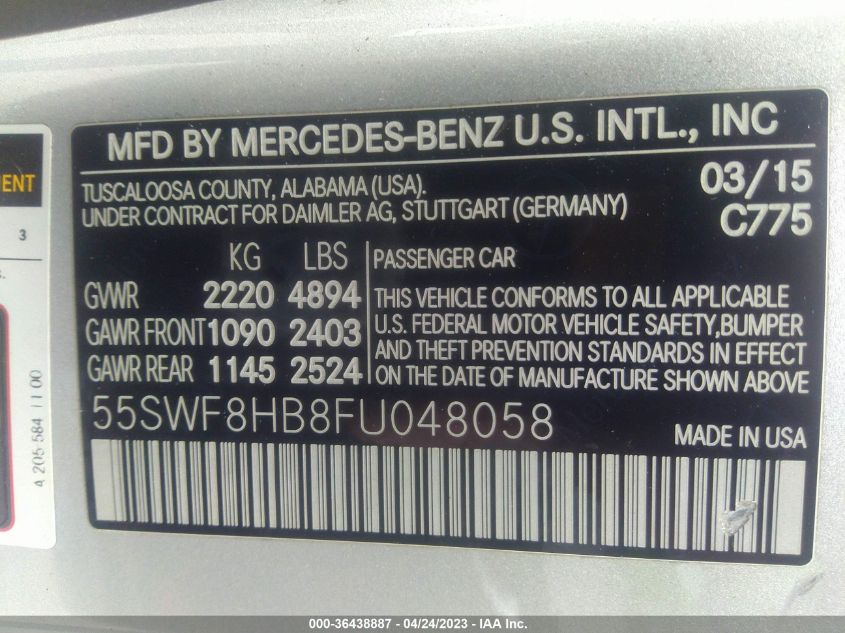 MFD BY MERCEDES-BENZ U.S. INTL., INC
TUSCALOOSA COUNTY, ALABAMA (USA). 03/15
UNDER CONTRACT FOR DAIMLER AG, STUTTGART (GERMANY) C775
KG LBS
GVWR 2220 4894
GAWR FRONT 1090 2403
GAWR REAR 1145 2524
PASSENGER CAR
THIS VEHICLE CONFORMS TO ALL APPLICABLE
U.S. FEDERAL MOTOR VEHICLE SAFETY,BUMPER
AND THEFT PREVENTION STANDARDS IN EFFECT
ON THE DATE OF MANUFACTURE SHOWN ABOVE
55SWF8HB8FU048058 MADE IN USA
3
A 205 584 11 00
000-36438887 - 04/24/2023 - IAA Inc.